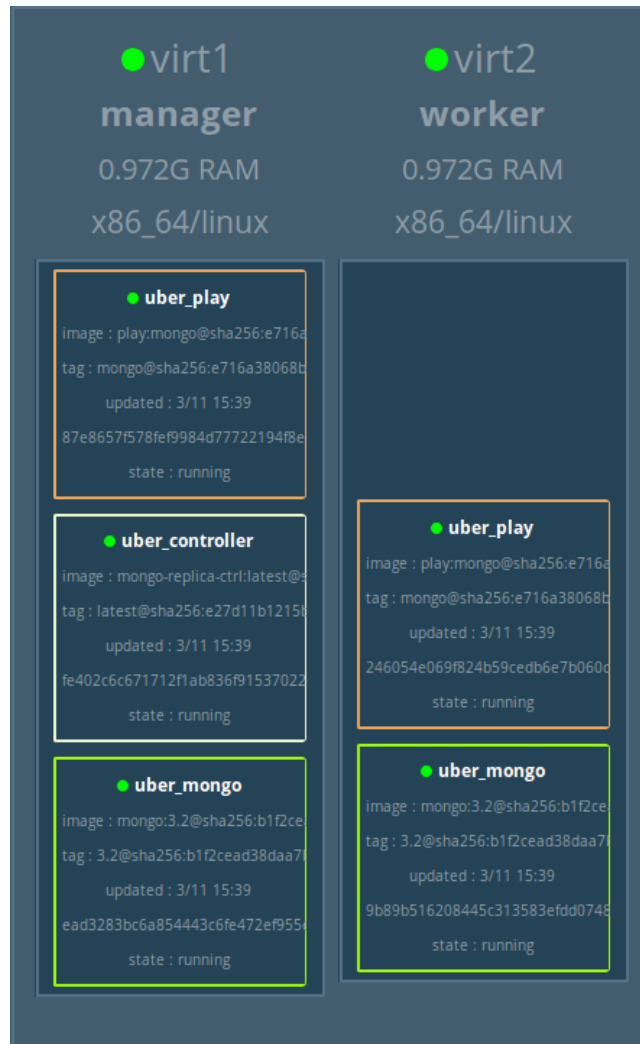 virt1
manager
0.972G RAM
x86_64/linux
uber_play
image : play:mongo@sha256:e716a
tag : mongo@sha256:e716a38068b
updated : 3/11 15:39
87e8657f578fef9984d77722194f8e
state : running
uber_controller
image : mongo-replica-ctrl:latest@s
tag : latest@sha256:e27d11b1215b
updated : 3/11 15:39
fe402c6c671712f1ab836f91537022
state : running
uber_mongo
image : mongo:3.2@sha256:b1f2ce
tag : 3.2@sha256:b1f2cead38daa7
updated : 3/11 15:39
ead3283bc6a854443c6fe472ef955
state : running
virt2
worker
0.972G RAM
x86_64/linux
uber_play
image : play:mongo@sha256:e716a
tag : mongo@sha256:e716a38068b
updated : 3/11 15:39
246054e069f824b59cedb6e7b060c
state : running
uber_mongo
image : mongo:3.2@sha256:b1f2ce
tag : 3.2@sha256:b1f2cead38daa7
updated : 3/11 15:39
9b89b516208445c313583efdd0748
state : running